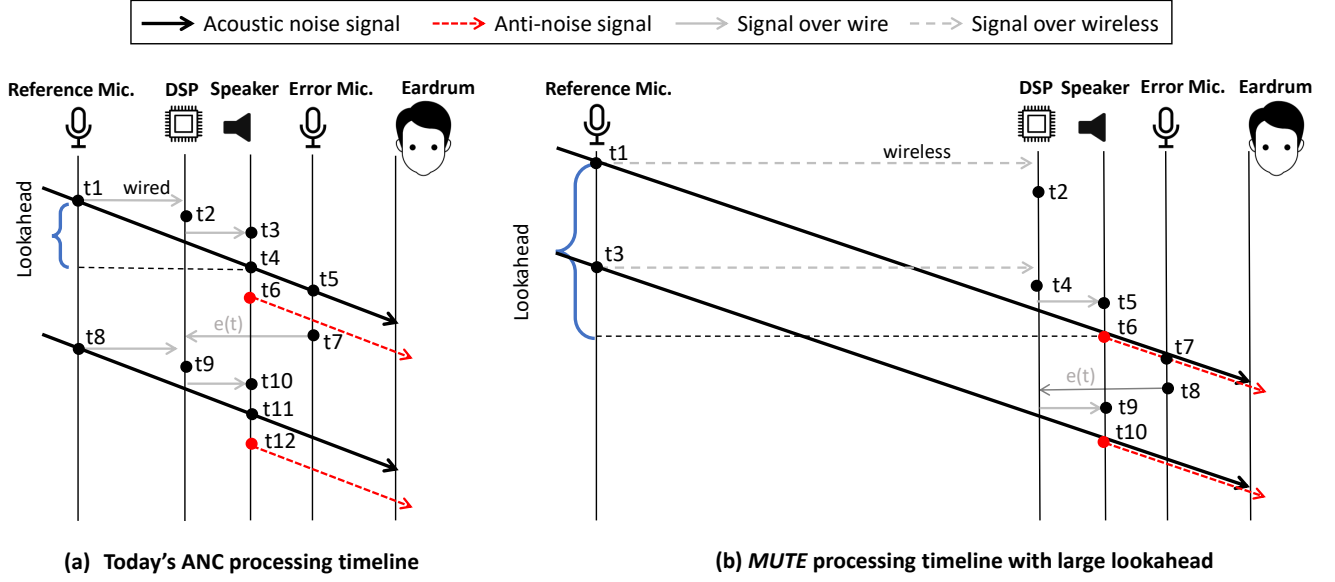 Acoustic noise signal Anti-noise signal Signal over wire Signal over wireless
Reference Mic. DSP Speaker Error Mic. Eardrum
t1 wired
t2
t3
t4
t5
t6
Lookahead
e(t)
t7
t8
t9
t10
t11
t12
(a) Today's ANC processing timeline
Reference Mic. DSP Speaker Error Mic. Eardrum
t1 wireless
t2
t3
t4
t5
t6
Lookahead
t7
e(t)
t8
t9
t10
(b) MUTE processing timeline with large lookahead